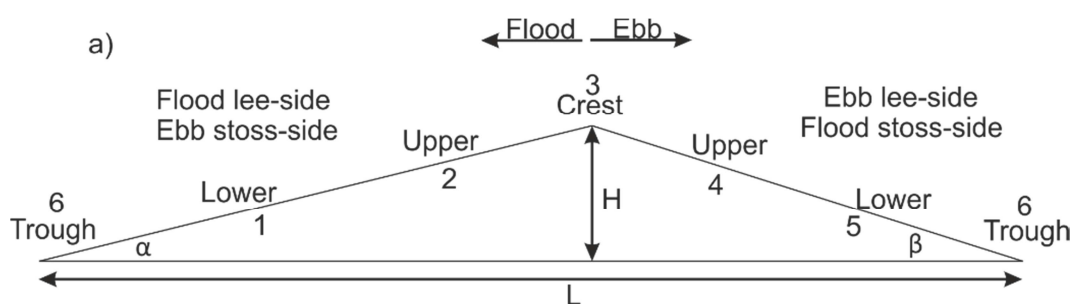 Flood Ebb
a)
3
Crest
Flood lee-side
Ebb stoss-side
Ebb lee-side
Flood stoss-side
Upper
2
Upper
4
Lower
1
H
Lower
5
6
Trough
6
Trough
α
β
L